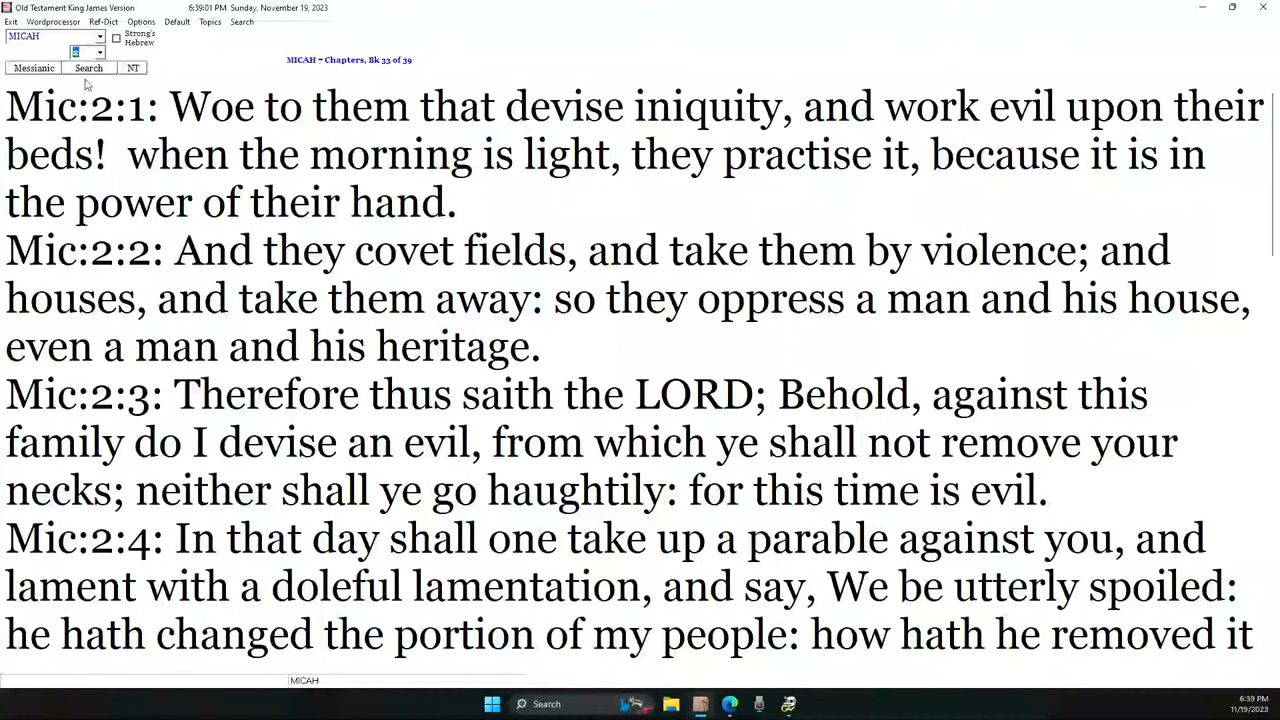 Old Testament King James Version 6:39:01 PM Sunday, November 19, 2023
Exit Wordprocessor Ref-Dict Options Default Topics Search
MICAH
Strong's
Hebrew
2
MICAH ~ Chapters, Bk 33 of 39
Messianic Search NT
Mic:2:1: Woe to them that devise iniquity, and work evil upon their
beds!  when the morning is light, they practise it, because it is in
the power of their hand.
Mic:2:2: And they covet fields, and take them by violence; and
houses, and take them away: so they oppress a man and his house,
even a man and his heritage.
Mic:2:3: Therefore thus saith the LORD; Behold, against this
family do I devise an evil, from which ye shall not remove your
necks; neither shall ye go haughtily: for this time is evil.
Mic:2:4: In that day shall one take up a parable against you, and
lament with a doleful lamentation, and say, We be utterly spoiled:
he hath changed the portion of my people: how hath he removed it
MICAH
Search
6:39 PM
11/19/2023